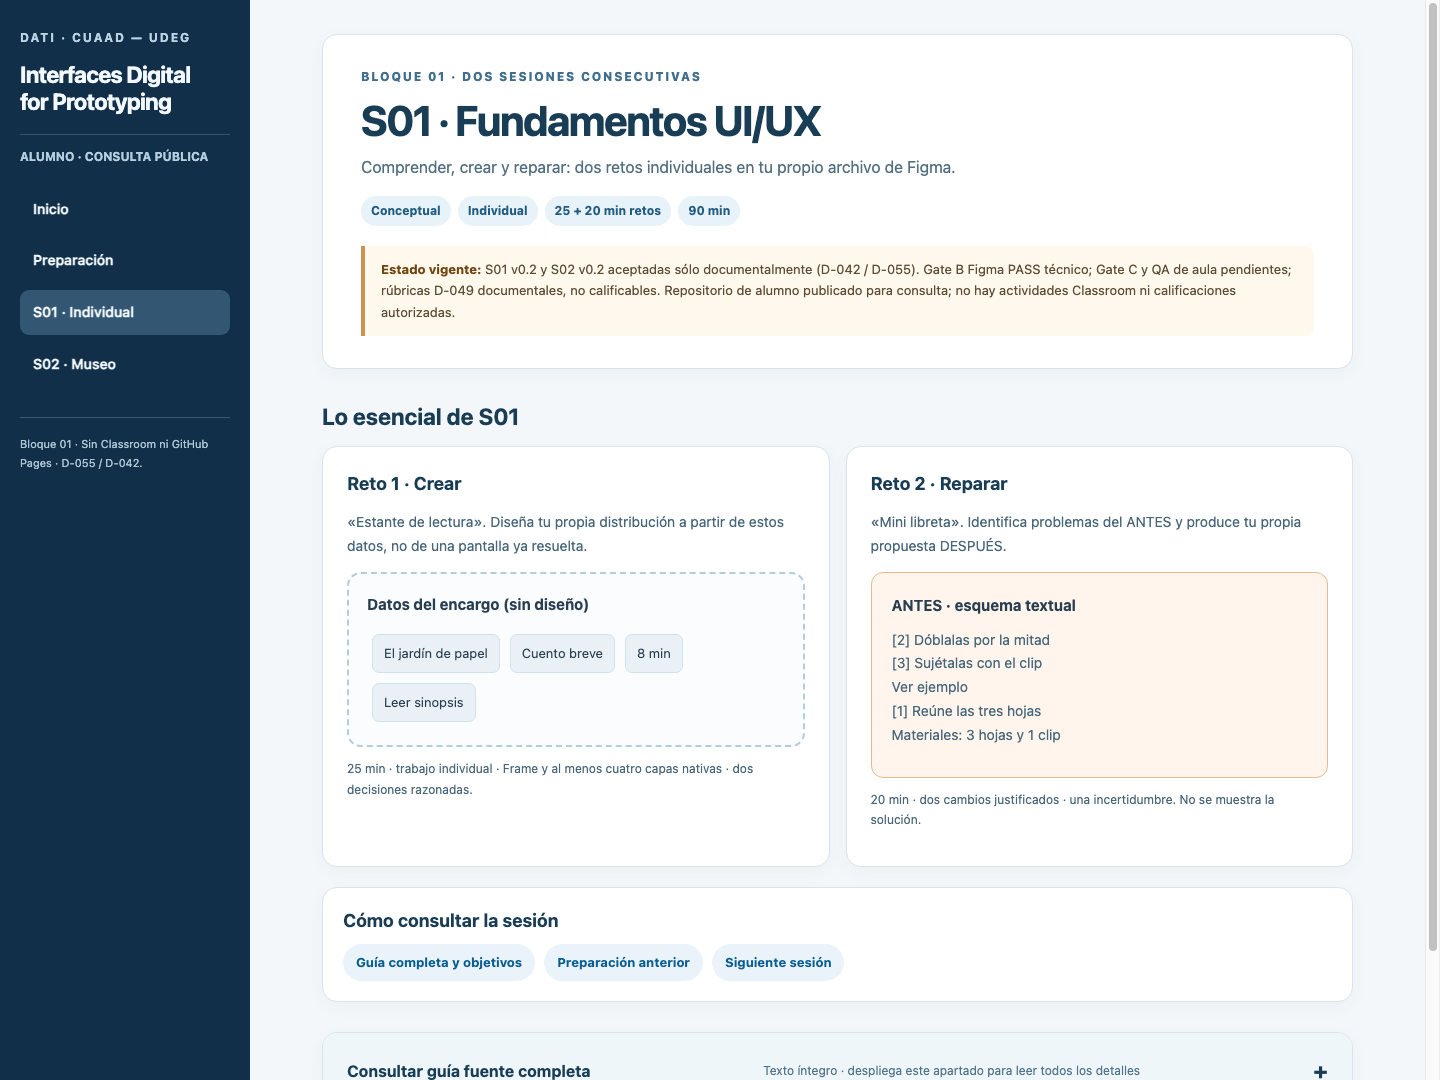 DATI · CUAAD — UDEG
Interfaces Digital
for Prototyping
ALUMNO · CONSULTA PÚBLICA
Inicio
Preparación
S01 · Individual
S02 · Museo
Bloque 01 · Sin Classroom ni GitHub
Pages · D-055 / D-042.
BLOQUE 01 · DOS SESIONES CONSECUTIVAS
S01 · Fundamentos UI/UX
Comprender, crear y reparar: dos retos individuales en tu propio archivo de Figma.
Conceptual
Individual
25 + 20 min retos
90 min
Estado vigente: S01 v0.2 y S02 v0.2 aceptadas sólo documentalmente (D-042 / D-055). Gate B Figma PASS técnico; Gate C y QA de aula pendientes;
rúbricas D-049 documentales, no calificables. Repositorio de alumno publicado para consulta; no hay actividades Classroom ni calificaciones
autorizadas.
Lo esencial de S01
Reto 1 · Crear
«Estante de lectura». Diseña tu propia distribución a partir de estos
datos, no de una pantalla ya resuelta.
Datos del encargo (sin diseño)
El jardín de papel
Cuento breve
8 min
Leer sinopsis
25 min · trabajo individual · Frame y al menos cuatro capas nativas · dos
decisiones razonadas.
Reto 2 · Reparar
«Mini libreta». Identifica problemas del ANTES y produce tu propia
propuesta DESPUÉS.
ANTES · esquema textual
[2] Dóblalas por la mitad
[3] Sujétalas con el clip
Ver ejemplo
[1] Reúne las tres hojas
Materiales: 3 hojas y 1 clip
20 min · dos cambios justificados · una incertidumbre. No se muestra la
solución.
Cómo consultar la sesión
Guía completa y objetivos
Preparación anterior
Siguiente sesión
Consultar guía fuente completa
Texto íntegro · despliega este apartado para leer todos los detalles
+